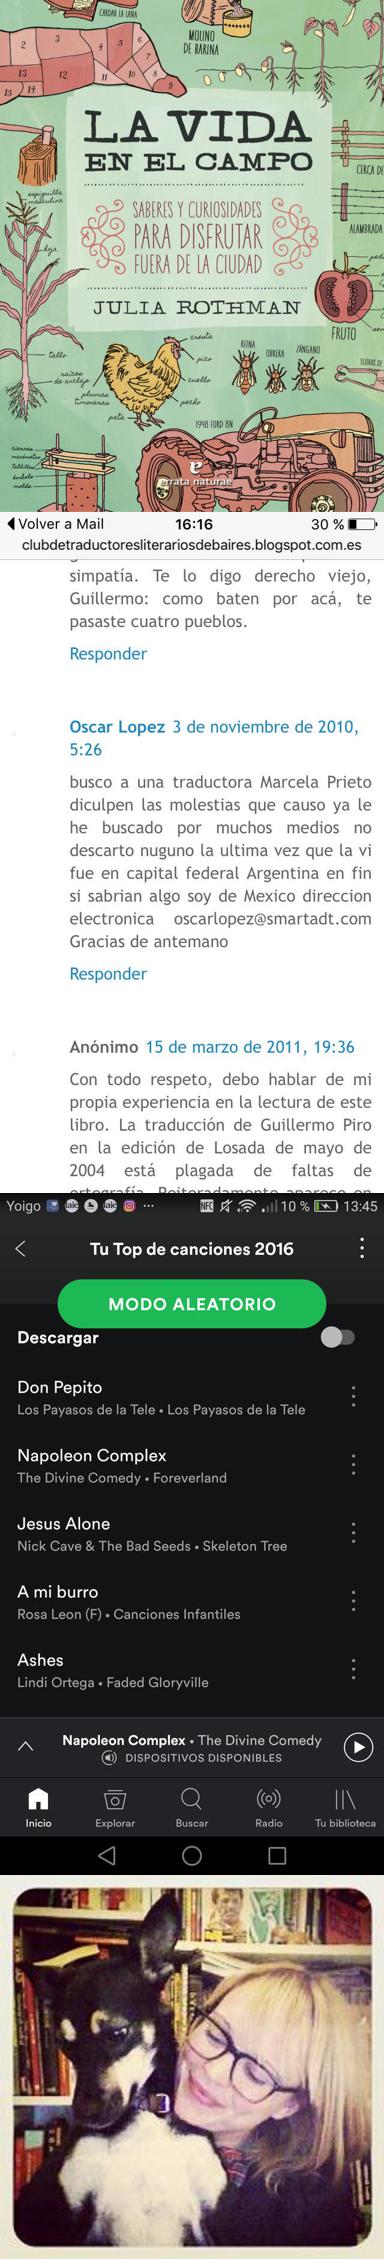 CARDAR LA LANA
MOLINO
DE HARINA
2
3
4
5
6
7
8
9
10
11
12
13
14
15
LA VIDA
EN EL CAMPO
SABERES Y CURIOSIDADES
PARA DISFRUTAR
FUERA DE LA CIUDAD
JULIA ROTHMAN
espiguilla
masculina
hoja
tallo
raíces
de anclaje
CERCA DE
ALAMBRADA
FRUTO
TIJERAS DE
cresta
pico
cuello
pecho
plumas
timoneras
pata
REINA
OBRERA
ZÁNGANO
1948 FORD 8N
émbolo
molde
e
errata naturae
Volver a Mail 16:16 30 %
clubdetraductoresliterariosdebaires.blogspot.com.es
simpatía. Te lo digo derecho viejo,
Guillermo: como baten por acá, te
pasaste cuatro pueblos.
Responder
Oscar Lopez 3 de noviembre de 2010,
5:26
busco a una traductora Marcela Prieto
diculpen las molestias que causo ya le
he buscado por muchos medios no
descarto nuguno la ultima vez que la vi
fue en capital federal Argentina en fin
si sabrian algo soy de Mexico direccion
electronica oscarlopez@smartadt.com
Gracias de antemano
Responder
Anónimo 15 de marzo de 2011, 19:36
Con todo respeto, debo hablar de mi
propia experiencia en la lectura de este
libro. La traducción de Guillermo Piro
en la edición de Losada de mayo de
2004 está plagada de faltas de
ortografía. Reiteradamente aparece en
Yoigo ... NFC 10 % 13:45
Tu Top de canciones 2016
MODO ALEATORIO
Descargar
Don Pepito
Los Payasos de la Tele • Los Payasos de la Tele
Napoleon Complex
The Divine Comedy • Foreverland
Jesus Alone
Nick Cave & The Bad Seeds • Skeleton Tree
A mi burro
Rosa Leon (F) • Canciones Infantiles
Ashes
Lindi Ortega • Faded Gloryville
Napoleon Complex • The Divine Comedy
DISPOSITIVOS DISPONIBLES
Inicio Explorar Buscar Radio Tu biblioteca